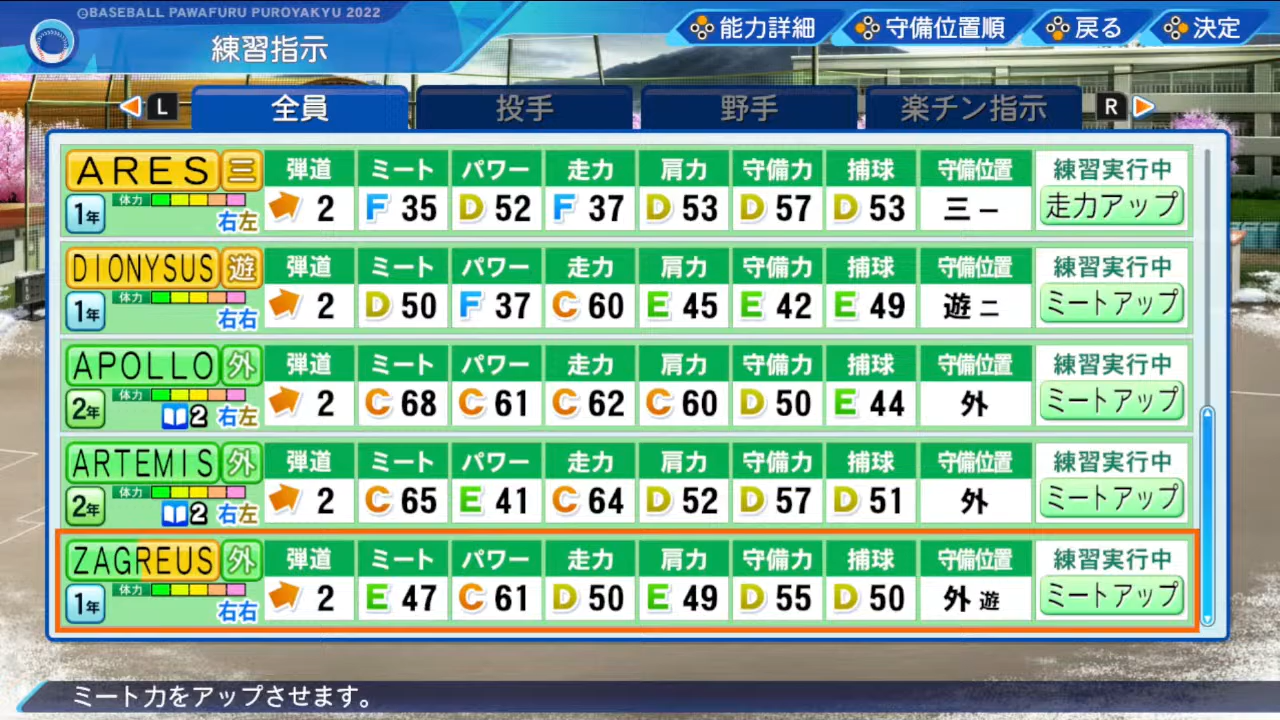 ©BASEBALL PAWAFURU PUROYAKYU 2022
練習指示
能力詳細 守備位置順 戻る 決定
L 全員 投手 野手 楽チン指示 R
ARES 三 弾道 ミート パワー 走力 肩力 守備力 捕球 守備位置 練習実行中
1年 体力 右左 2 F 35 D 52 F 37 D 53 D 57 D 53 三 一 走力アップ
DIONYSUS 遊 弾道 ミート パワー 走力 肩力 守備力 捕球 守備位置 練習実行中
1年 体力 右右 2 D 50 F 37 C 60 E 45 E 42 E 49 遊 二 ミートアップ
APOLLO 外 弾道 ミート パワー 走力 肩力 守備力 捕球 守備位置 練習実行中
2年 体力 2 右左 2 C 68 C 61 C 62 C 60 D 50 E 44 外 ミートアップ
ARTEMIS 外 弾道 ミート パワー 走力 肩力 守備力 捕球 守備位置 練習実行中
2年 体力 2 右左 2 C 65 E 41 C 64 D 52 D 57 D 51 外 ミートアップ
ZAGREUS 外 弾道 ミート パワー 走力 肩力 守備力 捕球 守備位置 練習実行中
1年 体力 右右 2 E 47 C 61 D 50 E 49 D 55 D 50 外 遊 ミートアップ
ミート力をアップさせます。